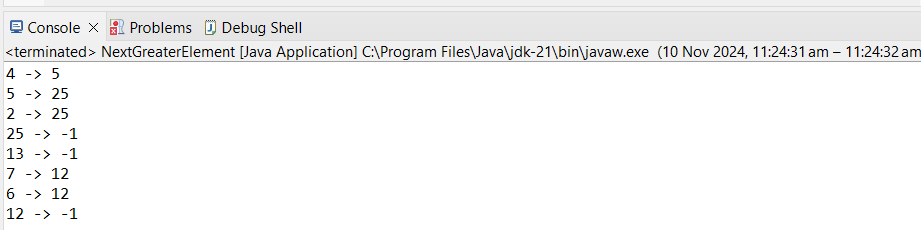 Console Problems Debug Shell
<terminated> NextGreaterElement [Java Application] C:\Program Files\Java\jdk-21\bin\javaw.exe (10 Nov 2024, 11:24:31 am – 11:24:32 am
4 -> 5
5 -> 25
2 -> 25
25 -> -1
13 -> -1
7 -> 12
6 -> 12
12 -> -1